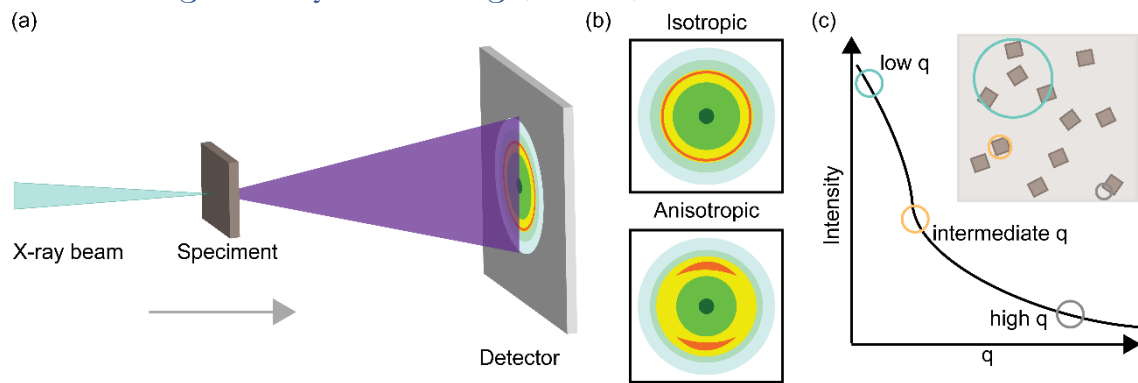 (a)
X-ray beam
Speciment
Detector
(b)
Isotropic
Anisotropic
(c)
low q
intermediate q
high q
Intensity
q